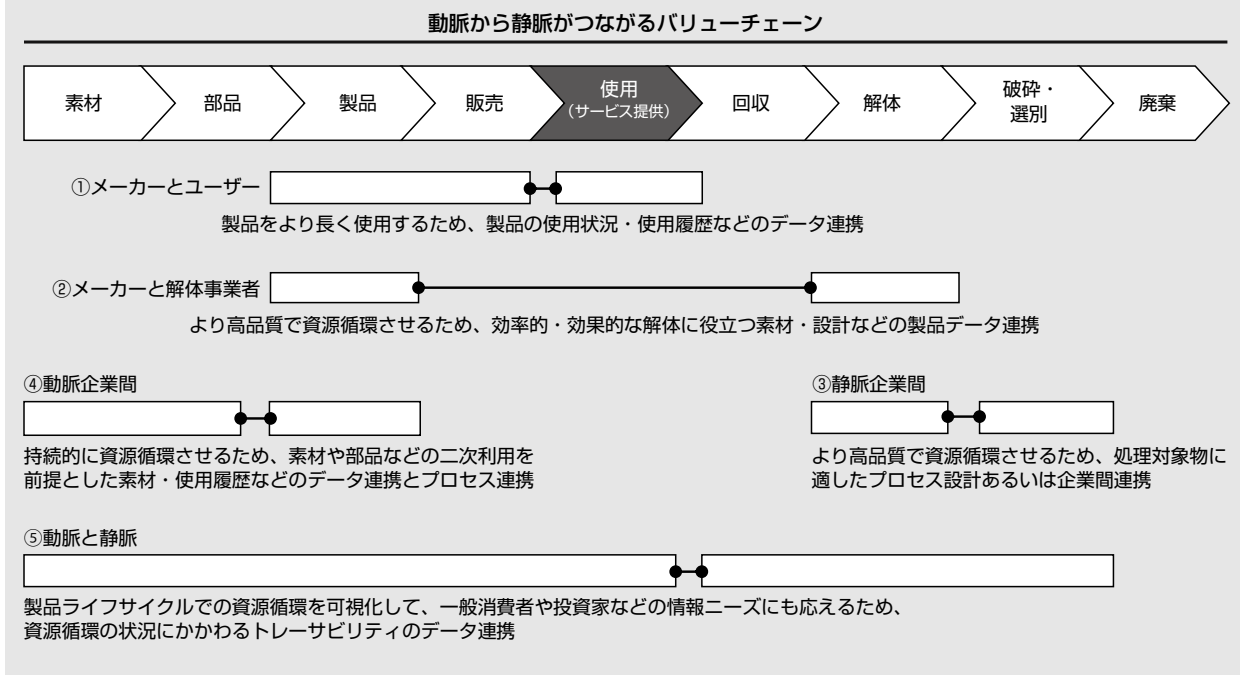 動脈から静脈がつながるバリューチェーン
素材
部品
製品
販売
使用
（サービス提供）
回収
解体
破砕・
選別
廃棄
①メーカーとユーザー
製品をより長く使用するため、製品の使用状況・使用履歴などのデータ連携
②メーカーと解体事業者
より高品質で資源循環させるため、効率的・効果的な解体に役立つ素材・設計などの製品データ連携
④動脈企業間
持続的に資源循環させるため、素材や部品などの二次利用を
前提とした素材・使用履歴などのデータ連携とプロセス連携
③静脈企業間
より高品質で資源循環させるため、処理対象物に
適したプロセス設計あるいは企業間連携
⑤動脈と静脈
製品ライフサイクルでの資源循環を可視化して、一般消費者や投資家などの情報ニーズにも応えるため、
資源循環の状況にかかわるトレーサビリティのデータ連携